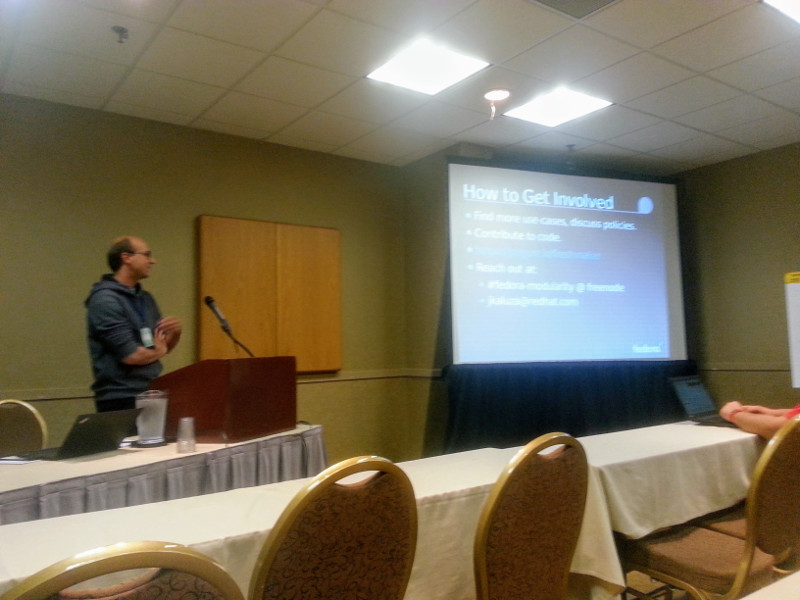 How to Get Involved
Find more use-cases, discuss policies.
Contribute to code.
Reach out at:
#fedora-modularity @ freenode
jkaluza@redhat.com
fedora